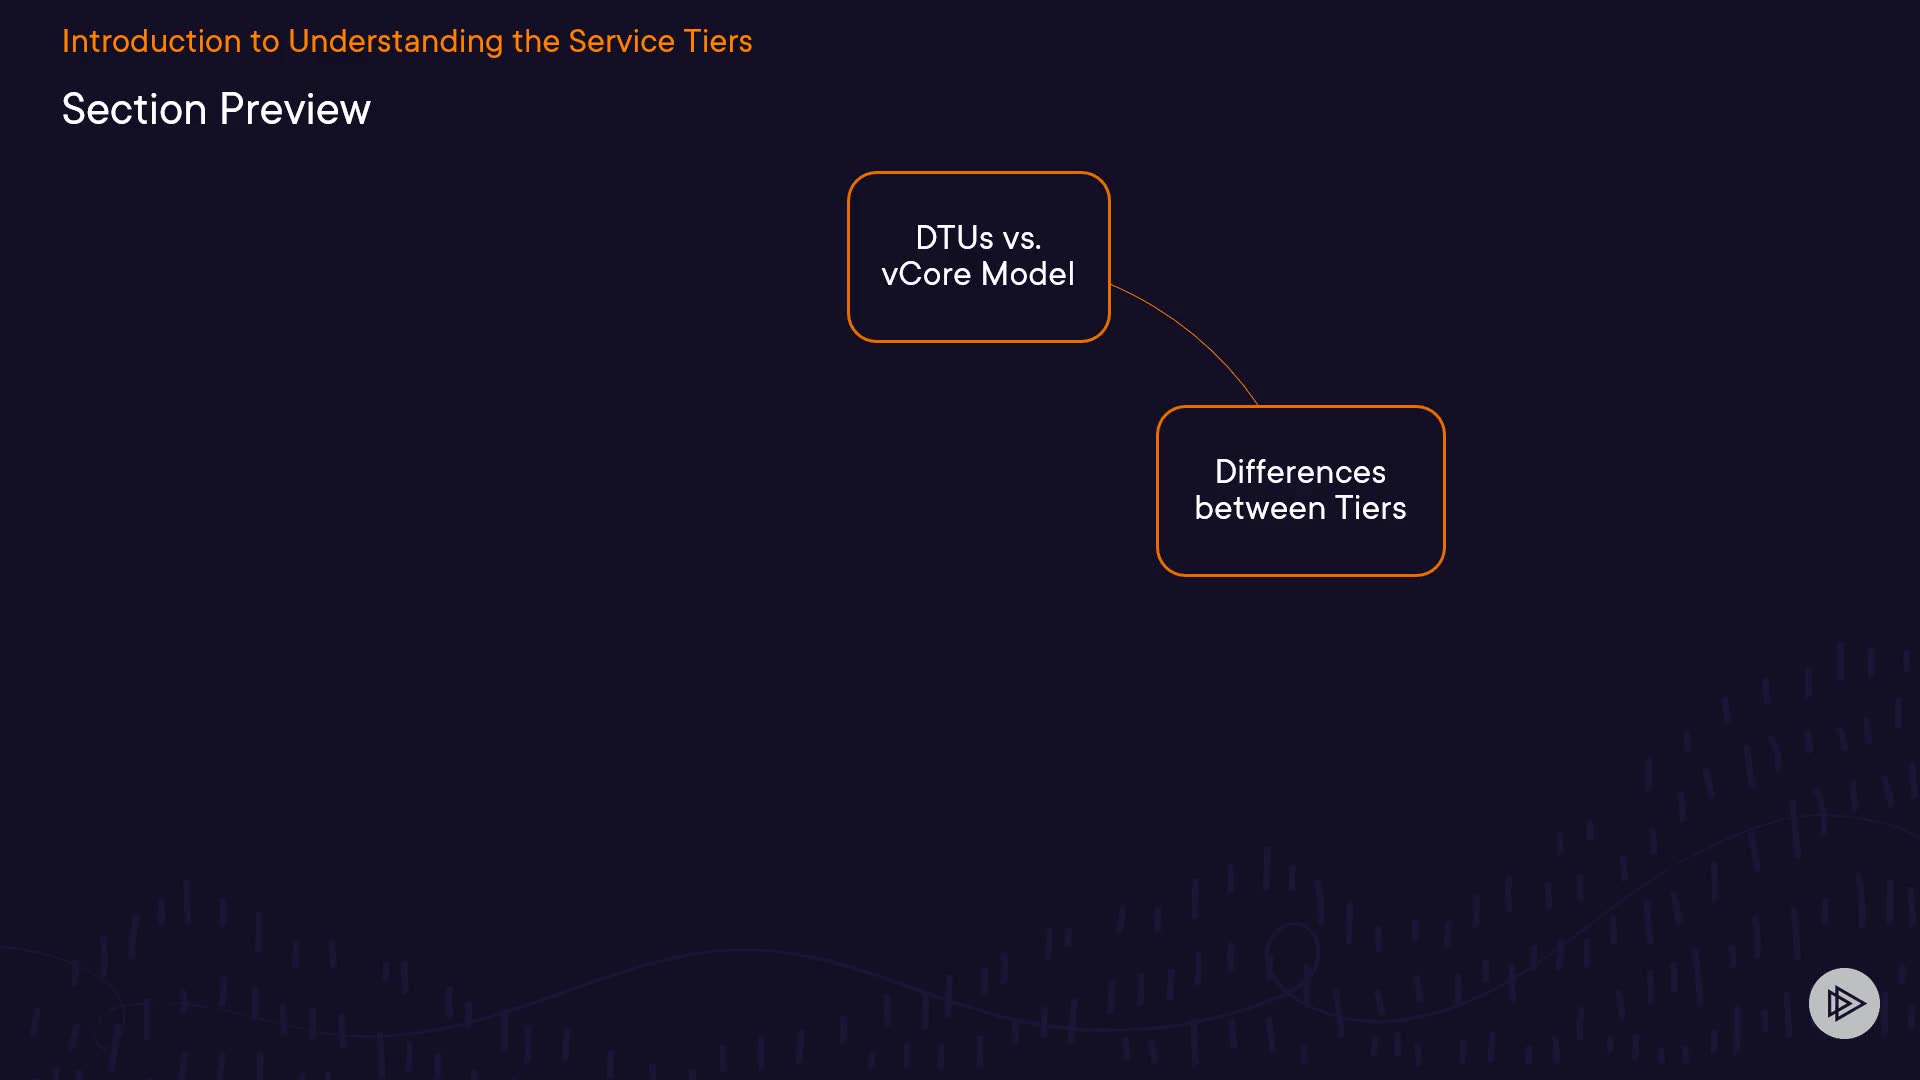 Introduction to Understanding the Service Tiers
Section Preview
DTUs vs.
vCore Model
Differences
between Tiers